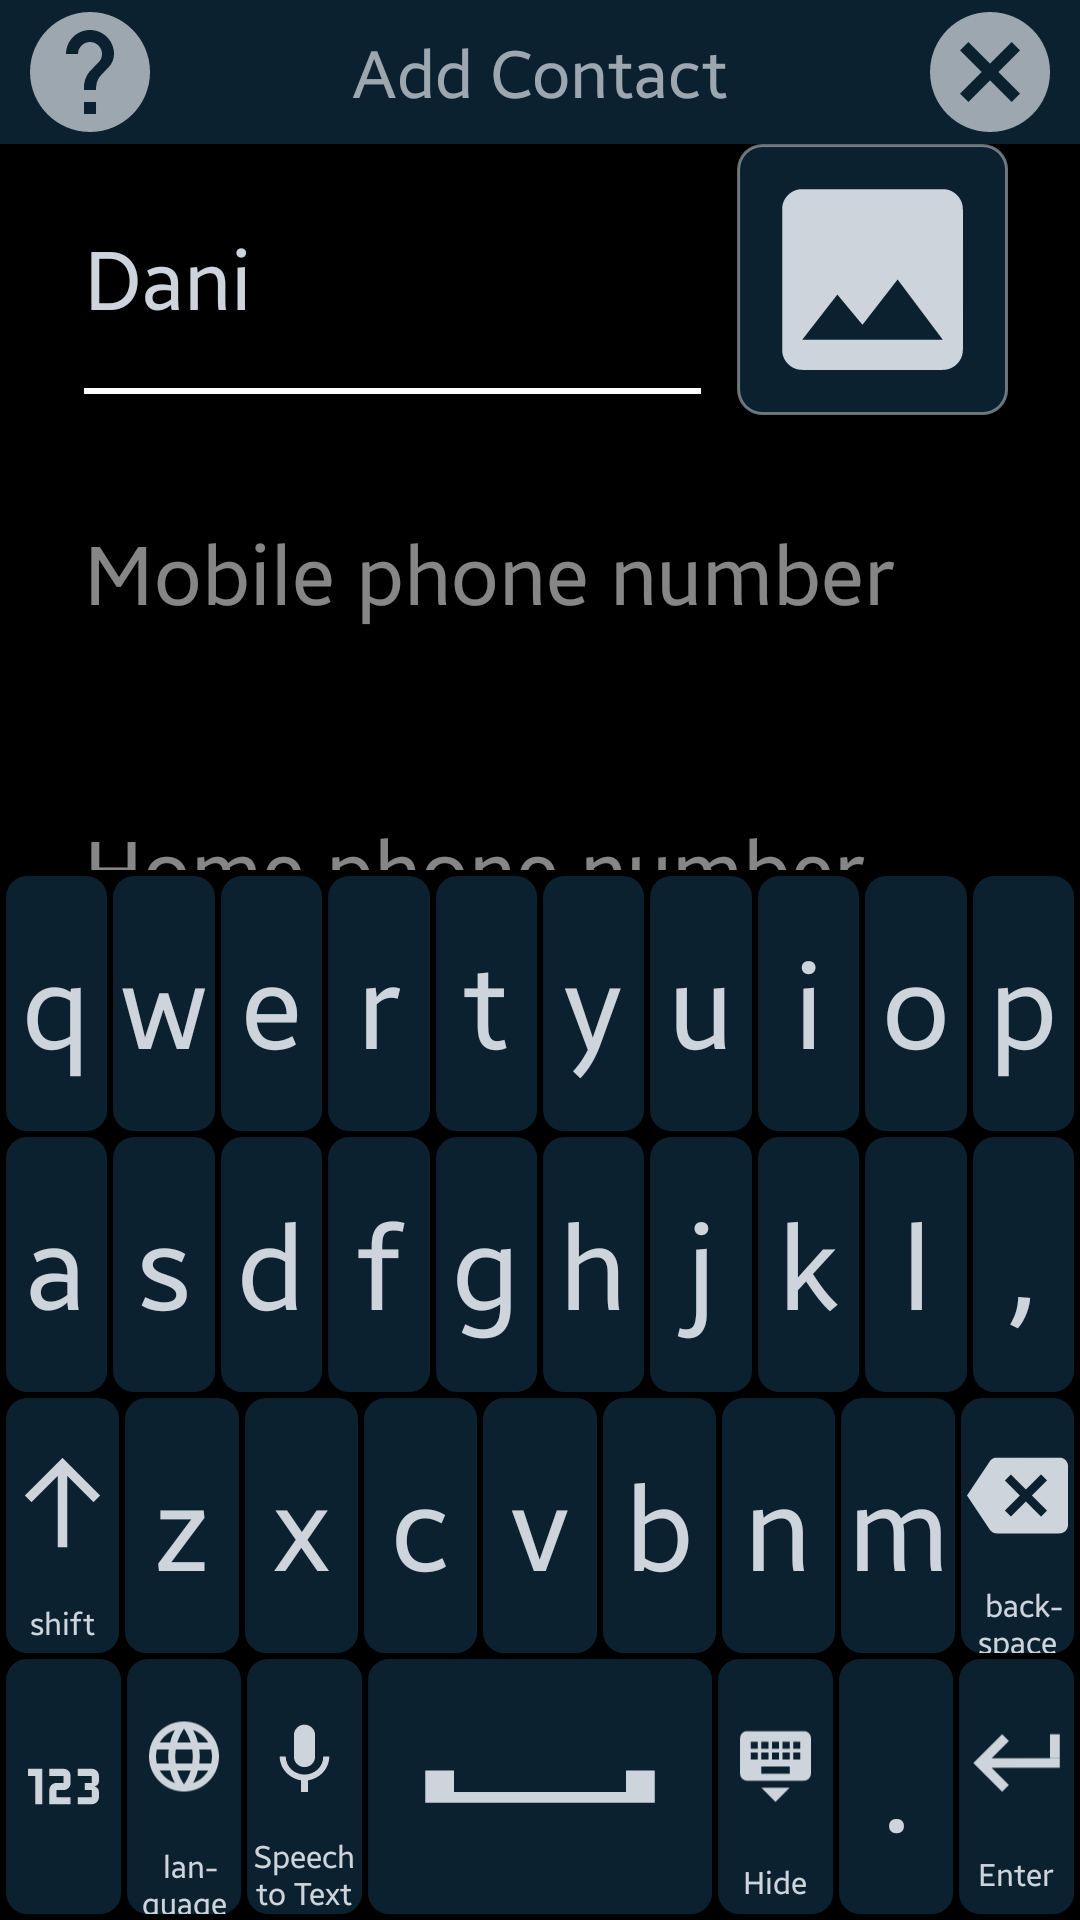 Add Contact
Dani
Mobile phone number
Home phone number
q w e r t y u i o p
a s d f g h j k l ,
z x c v b n m
shift
back-
space
123
lan-
guage
Speech
to Text
Hide
.
Enter